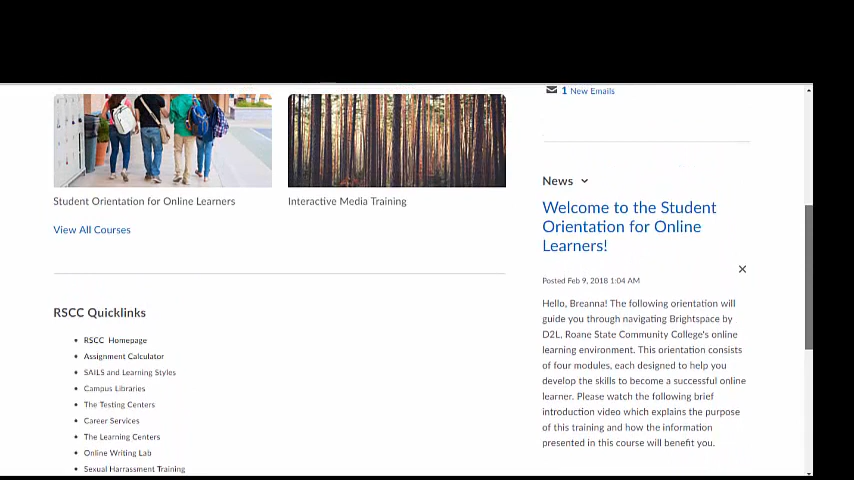 1 New Emails
Student Orientation for Online Learners
Interactive Media Training
View All Courses
RSCC Quicklinks
RSCC Homepage
Assignment Calculator
SAILS and Learning Styles
Campus Libraries
The Testing Centers
Career Services
The Learning Centers
Online Writing Lab
Sexual Harrassment Training
News
Welcome to the Student
Orientation for Online
Learners!
Posted Feb 9, 2018 1:04 AM
Hello, Breanna! The following orientation will
guide you through navigating Brightspace by
D2L, Roane State Community College's online
learning environment. This orientation consists
of four modules, each designed to help you
develop the skills to become a successful online
learner. Please watch the following brief
introduction video which explains the purpose
of this training and how the information
presented in this course will benefit you.